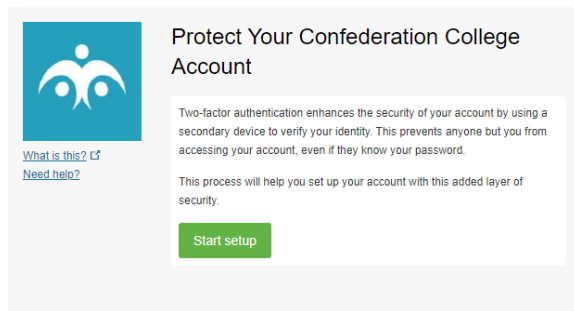 Protect Your Confederation College
Account
Two-factor authentication enhances the security of your account by using a
secondary device to verify your identity. This prevents anyone but you from
accessing your account, even if they know your password.
This process will help you set up your account with this added layer of
security.
Start setup
What is this?
Need help?